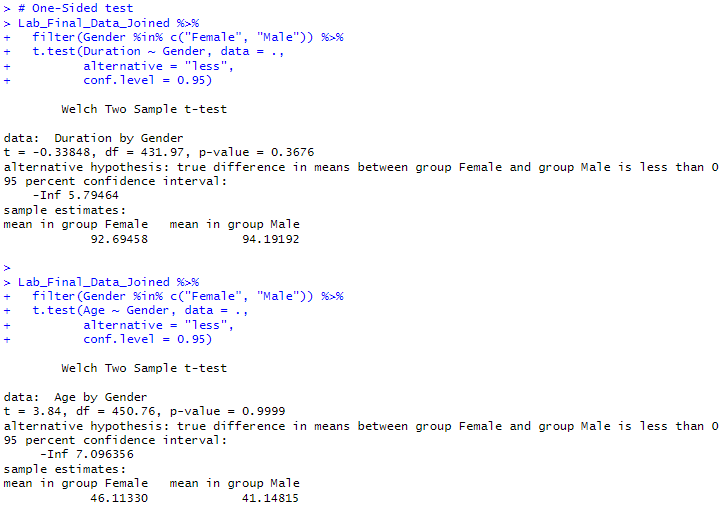 > # One-Sided test
> Lab_Final_Data_Joined %>%
+   filter(Gender %in% c("Female", "Male")) %>%
+   t.test(Duration ~ Gender, data = .,
+          alternative = "less",
+          conf.level = 0.95)

        Welch Two Sample t-test

data:  Duration by Gender
t = -0.33848, df = 431.97, p-value = 0.3676
alternative hypothesis: true difference in means between group Female and group Male is less than 0
95 percent confidence interval:
    -Inf 5.79464
sample estimates:
mean in group Female   mean in group Male
            92.69458             94.19192

>
> Lab_Final_Data_Joined %>%
+   filter(Gender %in% c("Female", "Male")) %>%
+   t.test(Age ~ Gender, data = .,
+          alternative = "less",
+          conf.level = 0.95)

        Welch Two Sample t-test

data:  Age by Gender
t = 3.84, df = 450.76, p-value = 0.9999
alternative hypothesis: true difference in means between group Female and group Male is less than 0
95 percent confidence interval:
     -Inf 7.096356
sample estimates:
mean in group Female   mean in group Male
            46.11330             41.14815